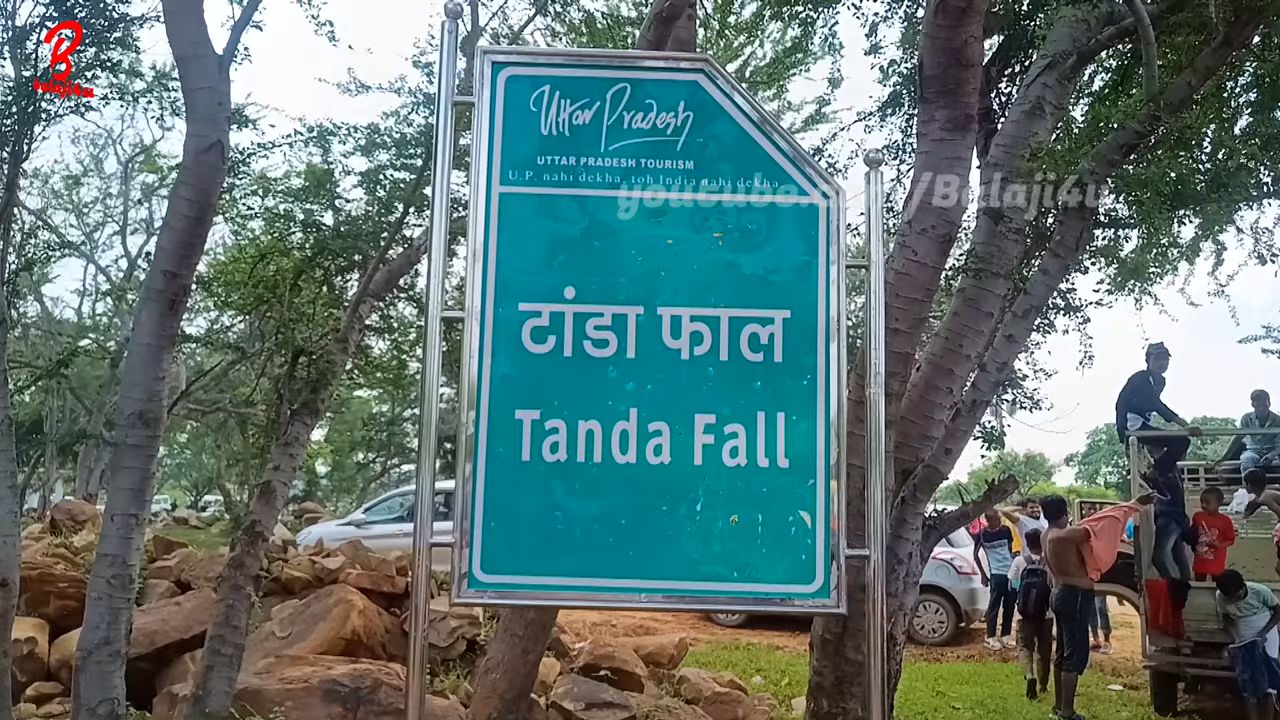 B
Balaji4u
Uttar Pradesh
UTTAR PRADESH TOURISM
U.P. nahi dekha, toh India nahi dekha
youtube.com/Balaji4u
टांडा फाल
Tanda Fall